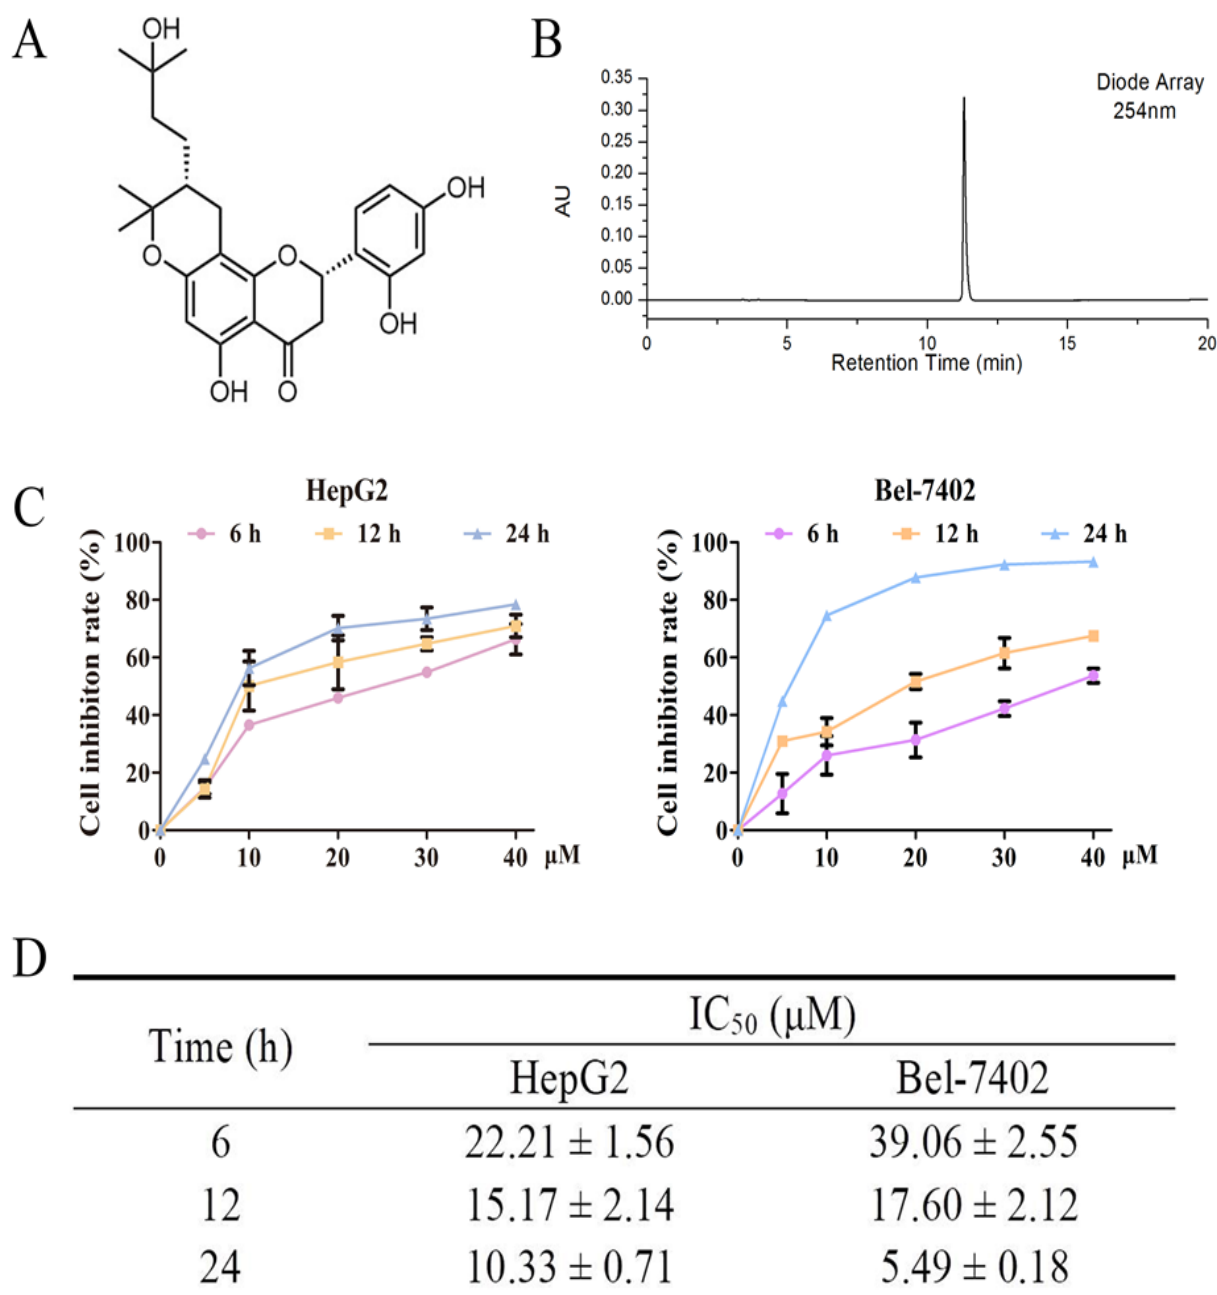 A
OH
OH
O
O
OH
OH
O
B
Diode Array
254nm
0.35
0.30
0.25
0.20
0.15
0.10
0.05
0.00
AU
0 5 10 15 20
Retention Time (min)
C
HepG2
6 h 12 h 24 h
Cell inhibiton rate (%)
100
80
60
40
20
0
0 10 20 30 40 μM
Bel-7402
6 h 12 h 24 h
Cell inhibiton rate (%)
100
80
60
40
20
0
0 10 20 30 40 μM
D
Time (h) IC50 (μM)
HepG2 Bel-7402
6 22.21 ± 1.56 39.06 ± 2.55
12 15.17 ± 2.14 17.60 ± 2.12
24 10.33 ± 0.71 5.49 ± 0.18